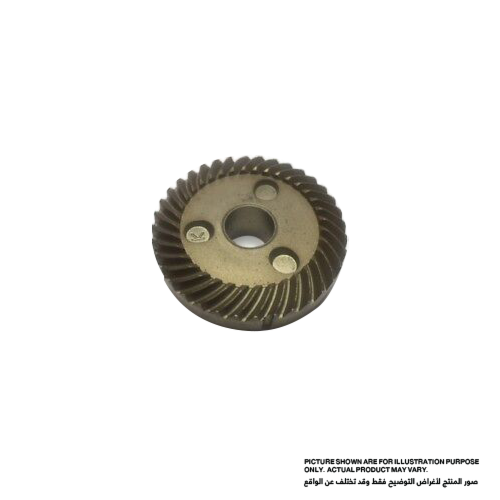 PICTURE SHOWN ARE FOR ILLUSTRATION PURPOSE
ONLY. ACTUAL PRODUCT MAY VARY.
صور المنتج لأغراض التوضيح فقط وقد تختلف عن الواقع